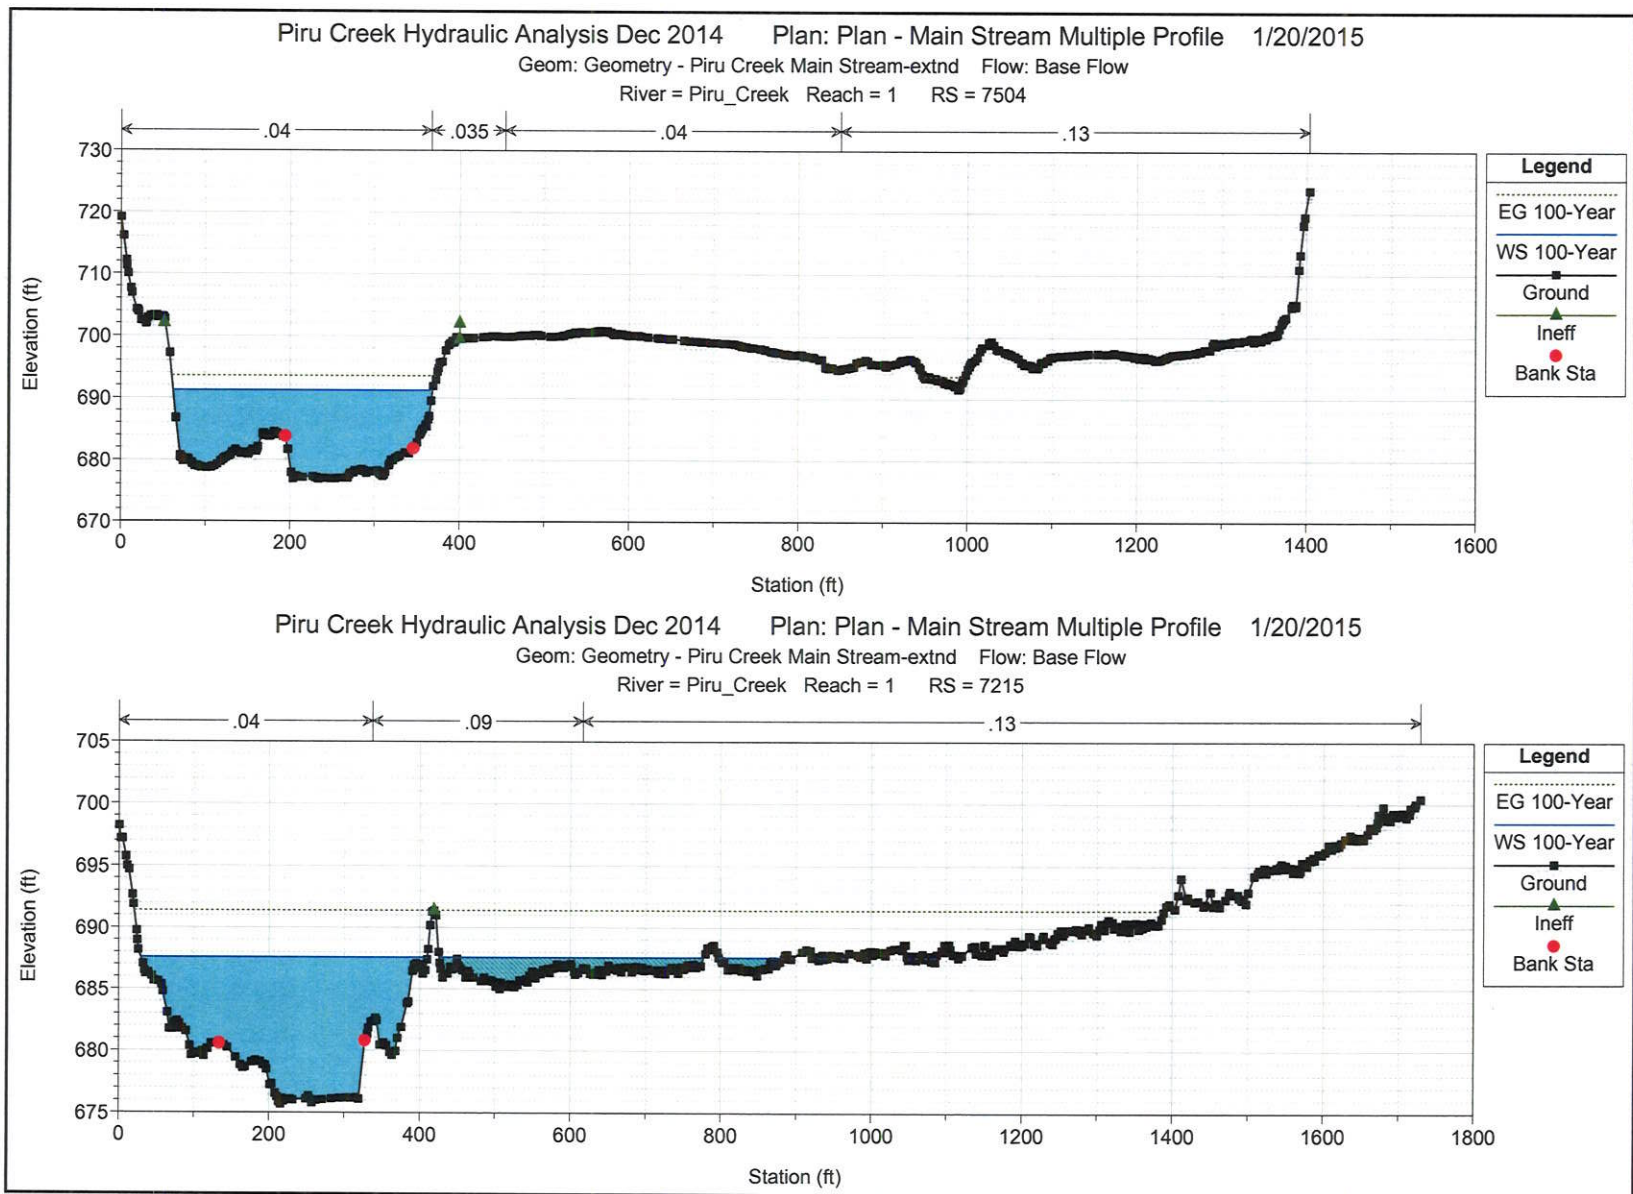 Piru Creek Hydraulic Analysis Dec 2014 Plan: Plan - Main Stream Multiple Profile 1/20/2015
Geom: Geometry - Piru Creek Main Stream-extnd Flow: Base Flow
River = Piru_Creek Reach = 1 RS = 7504
.04 .035 .04 .13
730
720
710
700
690
680
670
Elevation (ft)
0 200 400 600 800 1000 1200 1400 1600
Station (ft)
Legend
EG 100-Year
WS 100-Year
Ground
Ineff
Bank Sta
Piru Creek Hydraulic Analysis Dec 2014 Plan: Plan - Main Stream Multiple Profile 1/20/2015
Geom: Geometry - Piru Creek Main Stream-extnd Flow: Base Flow
River = Piru_Creek Reach = 1 RS = 7215
.04 .09 .13
705
700
695
690
685
680
675
Elevation (ft)
0 200 400 600 800 1000 1200 1400 1600 1800
Station (ft)
Legend
EG 100-Year
WS 100-Year
Ground
Ineff
Bank Sta